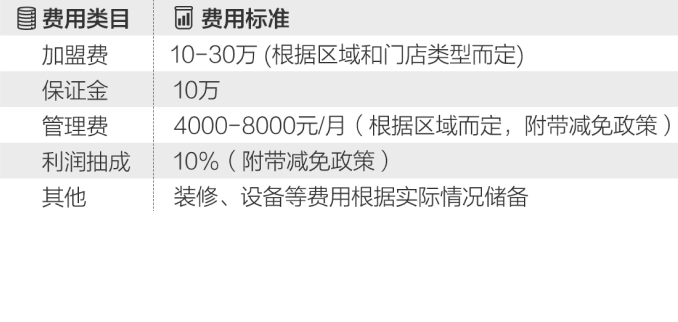 费用类目 费用标准
加盟费 10-30万 (根据区域和门店类型而定)
保证金 10万
管理费 4000-8000元/月（根据区域而定，附带减免政策）
利润抽成 10%（附带减免政策）
其他 装修、设备等费用根据实际情况储备